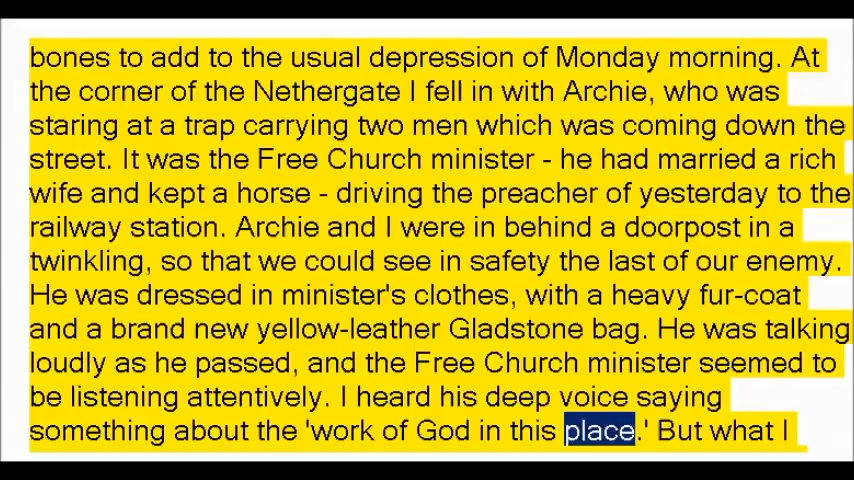 bones to add to the usual depression of Monday morning. At
the corner of the Nethergate I fell in with Archie, who was
staring at a trap carrying two men which was coming down the
street. It was the Free Church minister - he had married a rich
wife and kept a horse - driving the preacher of yesterday to the
railway station. Archie and I were in behind a doorpost in a
twinkling, so that we could see in safety the last of our enemy.
He was dressed in minister's clothes, with a heavy fur-coat
and a brand new yellow-leather Gladstone bag. He was talking
loudly as he passed, and the Free Church minister seemed to
be listening attentively. I heard his deep voice saying
something about the 'work of God in this place.' But what I